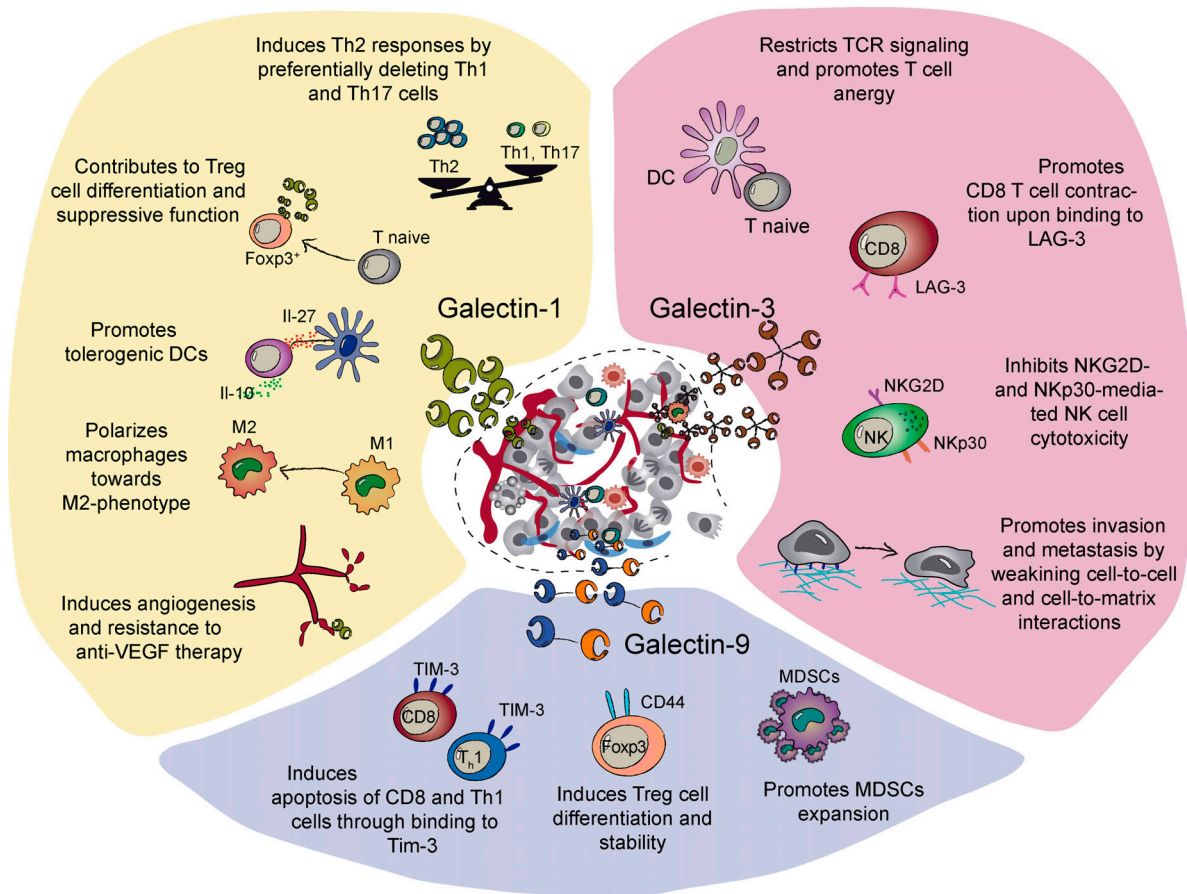 Induces Th2 responses by
preferentially deleting Th1
and Th17 cells
Th2
Th1, Th17
Contributes to Treg
cell differentiation and
suppressive function
Foxp3⁺
T naive
Promotes
tolerogenic DCs
Il-27
Il-10
Polarizes
macrophages
towards
M2-phenotype
M2
M1
Induces angiogenesis
and resistance to
anti-VEGF therapy
Galectin-1
Restricts TCR signaling
and promotes T cell
anergy
DC
T naive
Promotes
CD8 T cell contrac-
tion upon binding to
LAG-3
CD8
LAG-3
Galectin-3
Inhibits NKG2D-
and NKp30-media-
ted NK cell
cytotoxicity
NKG2D
NK
NKp30
Promotes invasion
and metastasis by
weakining cell-to-cell
and cell-to-matrix
interactions
Galectin-9
TIM-3
CD8
TIM-3
Th1
Induces
apoptosis of CD8 and Th1
cells through binding to
Tim-3
CD44
Foxp3
Induces Treg cell
differentiation and
stability
MDSCs
Promotes MDSCs
expansion